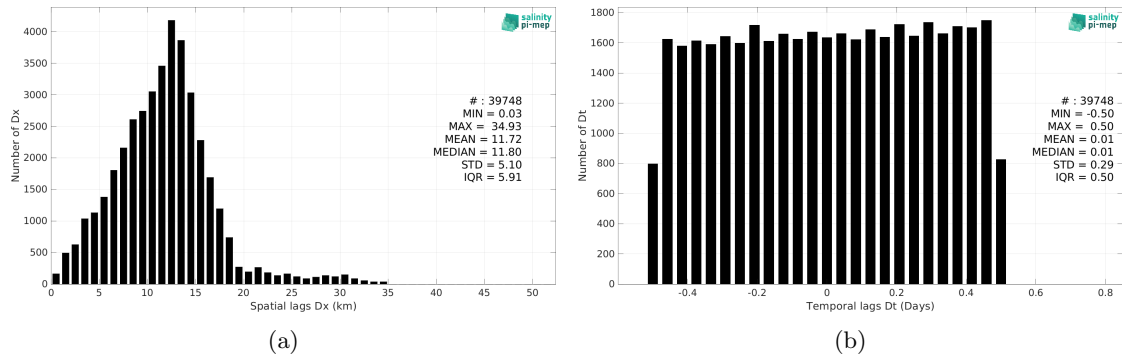 4000
3500
3000
2500
2000
1500
1000
500
0
Number of Dx
salinity
pi-mep
# : 39748
MIN = 0.03
MAX = 34.93
MEAN = 11.72
MEDIAN = 11.80
STD = 5.10
IQR = 5.91
0 5 10 15 20 25 30 35 40 45 50
Spatial lags Dx (km)
(a)
1800
1600
1400
1200
1000
800
600
400
200
0
Number of Dt
salinity
pi-mep
# : 39748
MIN = -0.50
MAX = 0.50
MEAN = 0.01
MEDIAN = 0.01
STD = 0.29
IQR = 0.50
-0.4 -0.2 0 0.2 0.4 0.6 0.8
Temporal lags Dt (Days)
(b)